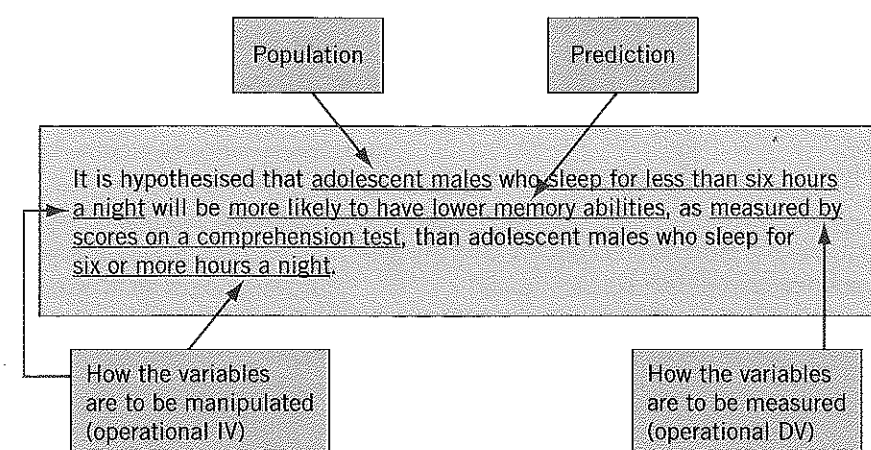 Population
Prediction
It is hypothesised that adolescent males who sleep for less than six hours
a night will be more likely to have lower memory abilities, as measured by
scores on a comprehension test, than adolescent males who sleep for
six or more hours a night.
How the variables
are to be manipulated
(operational IV)
How the variables
are to be measured
(operational DV)